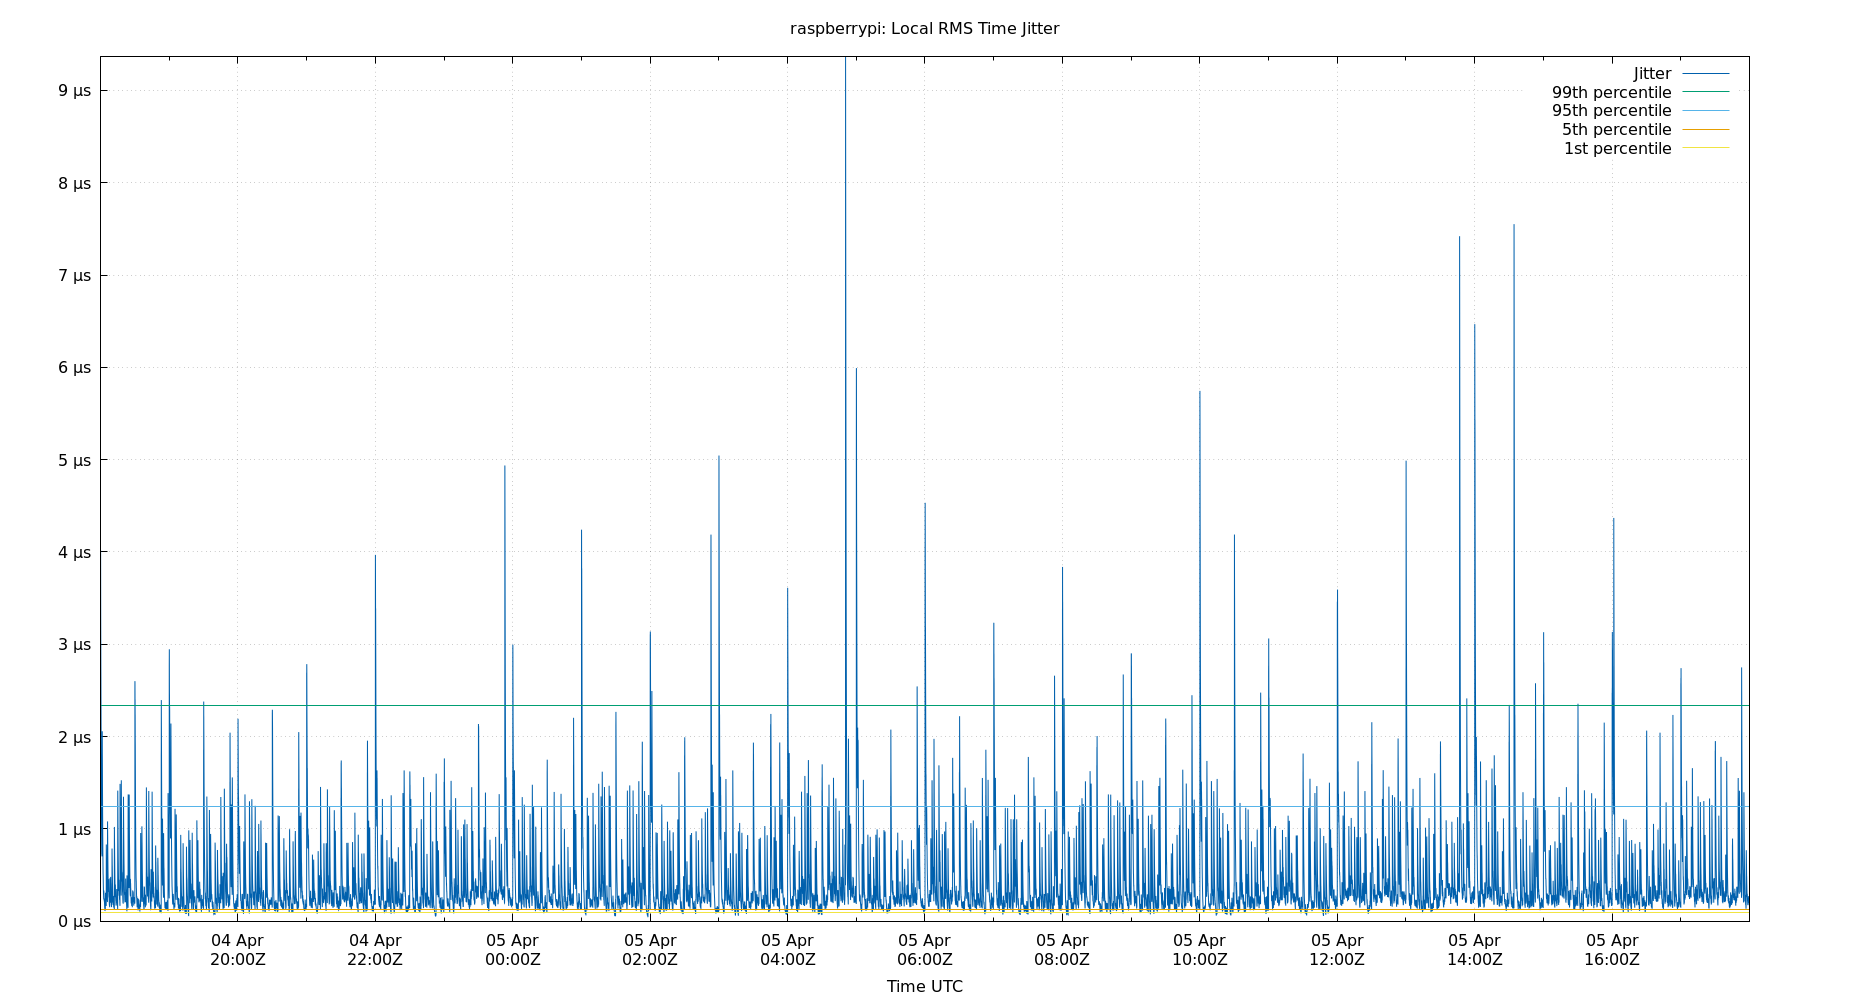 raspberrypi: Local RMS Time Jitter
Jitter
99th percentile
95th percentile
5th percentile
1st percentile
9 µs
8 µs
7 µs
6 µs
5 µs
4 µs
3 µs
2 µs
1 µs
0 µs
04 Apr 04 Apr 05 Apr 05 Apr 05 Apr 05 Apr 05 Apr 05 Apr 05 Apr 05 Apr 05 Apr
20:00Z 22:00Z 00:00Z 02:00Z 04:00Z 06:00Z 08:00Z 10:00Z 12:00Z 14:00Z 16:00Z
Time UTC